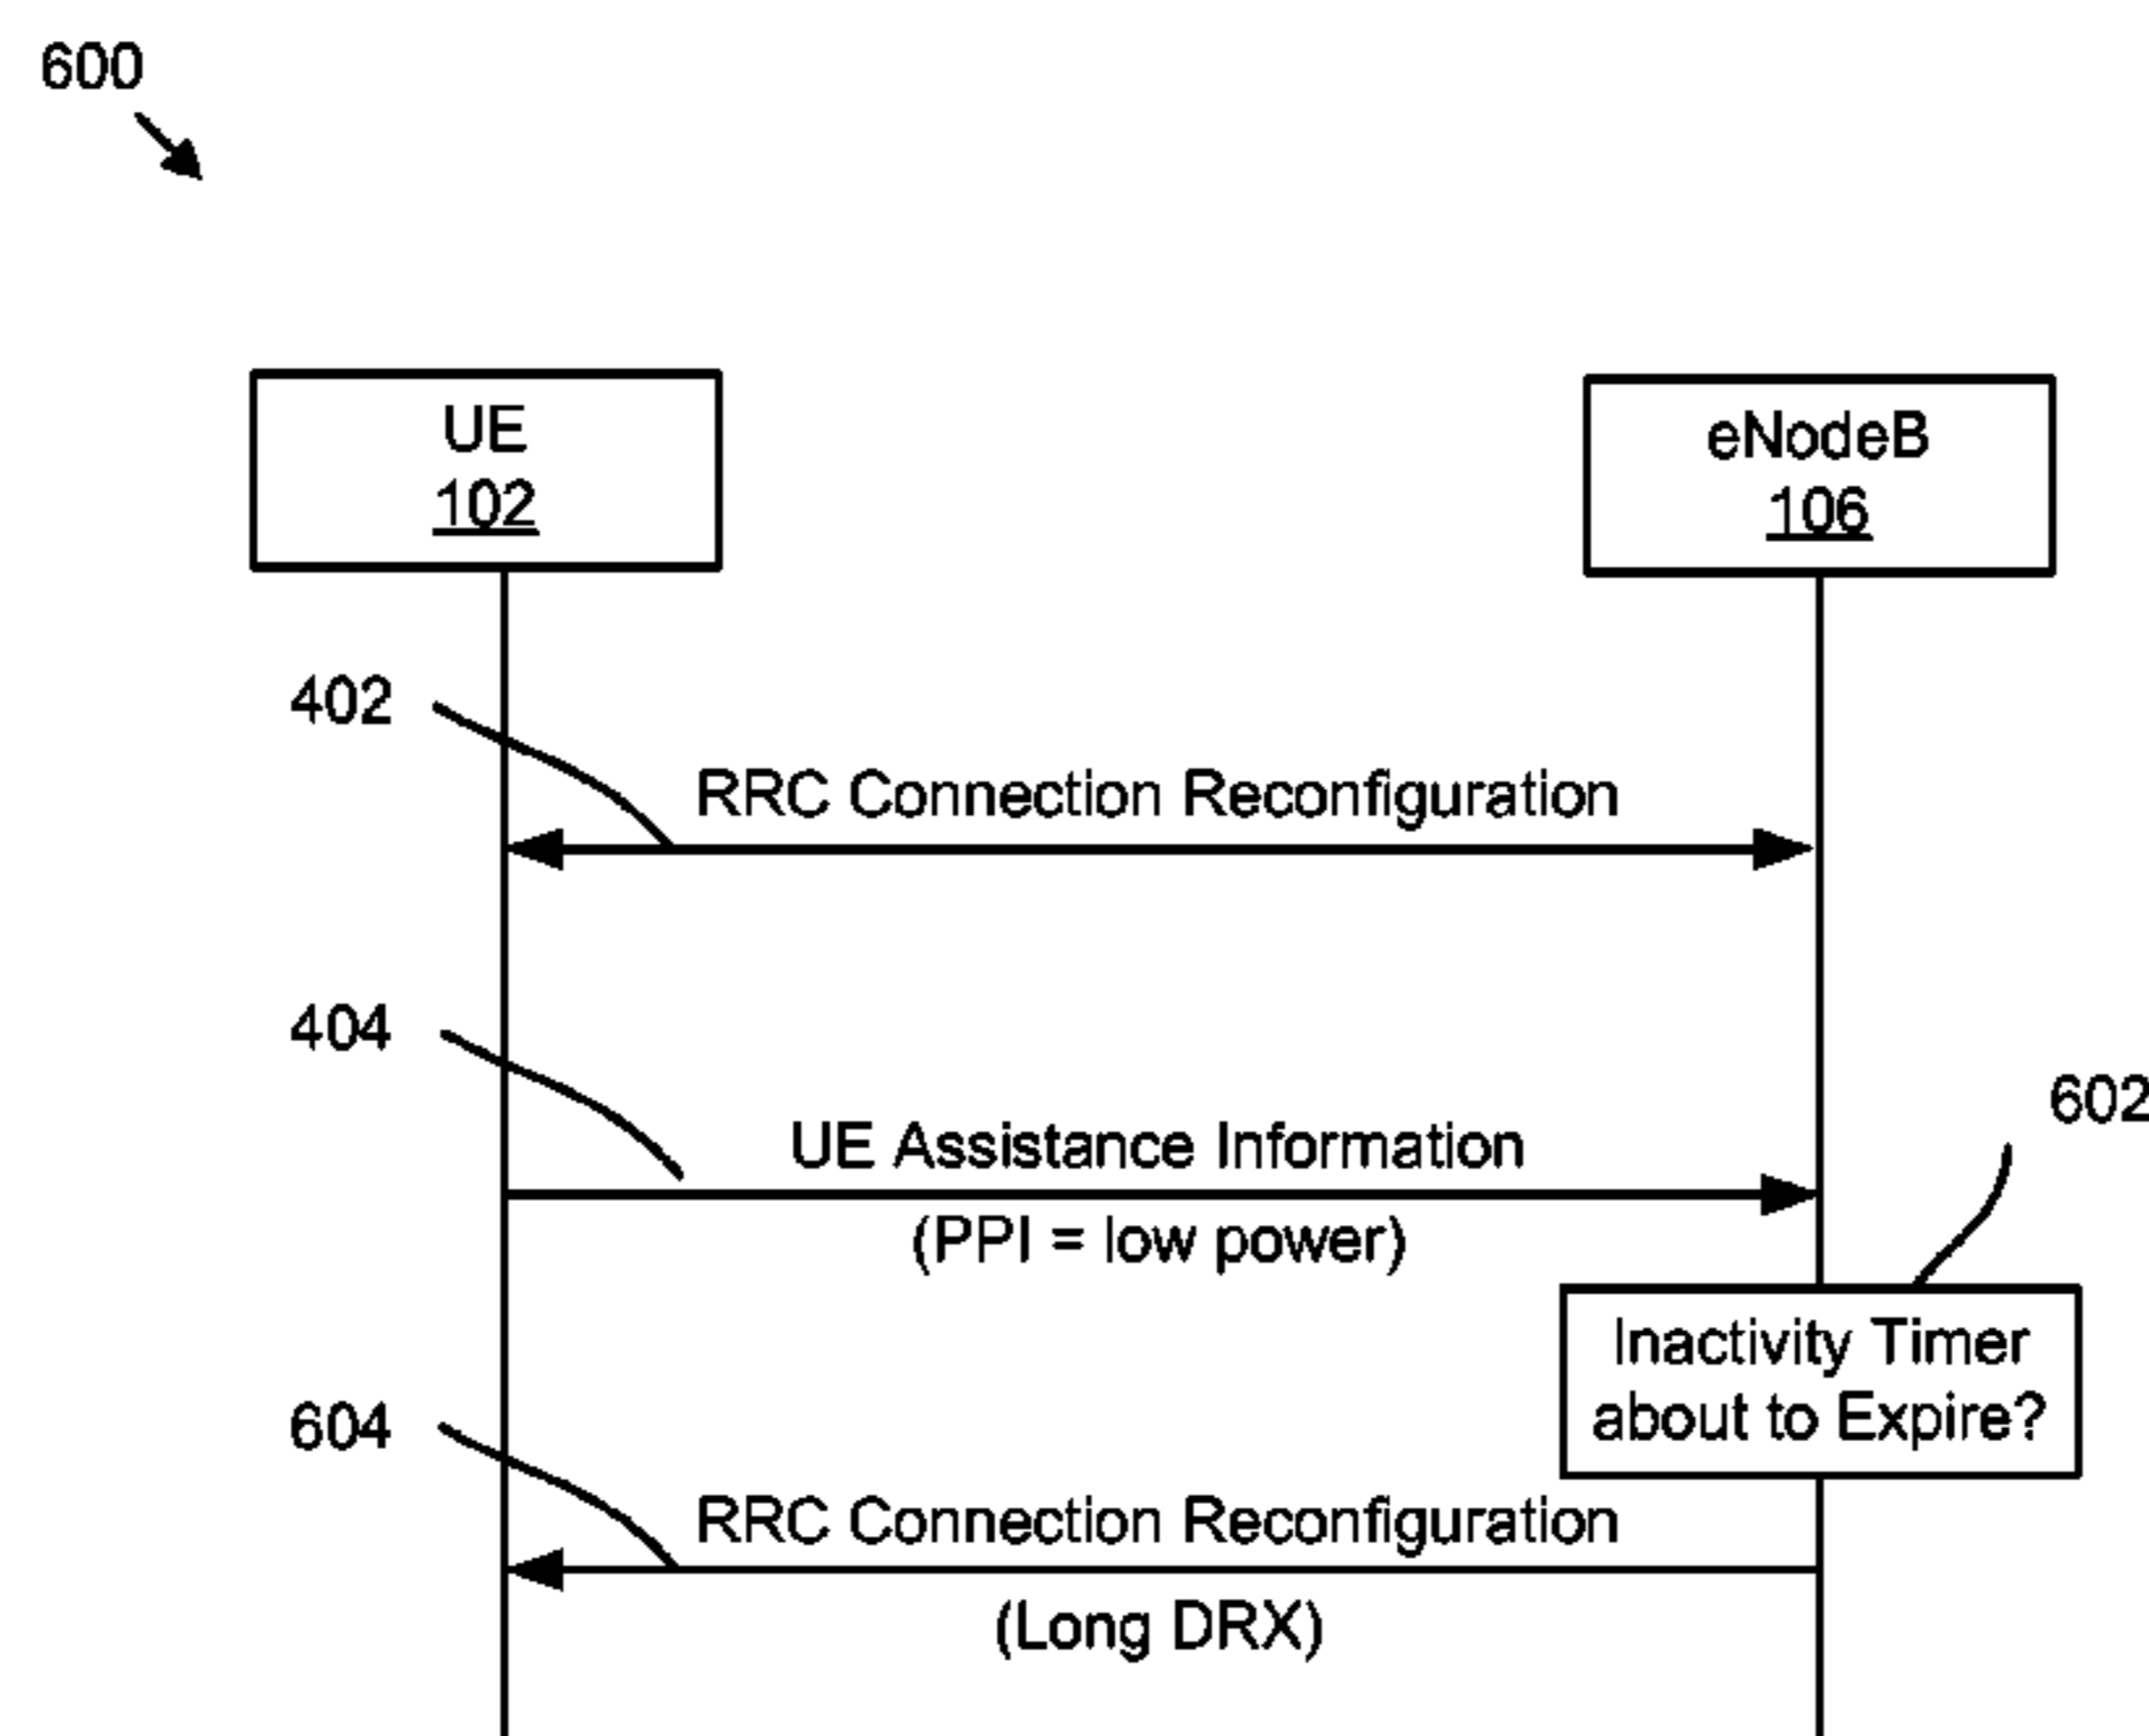 600
UE
102
eNodeB
106
402
RRC Connection Reconfiguration
404
UE Assistance Information
(PPI = low power)
602
Inactivity Timer
about to Expire?
604
RRC Connection Reconfiguration
(Long DRX)